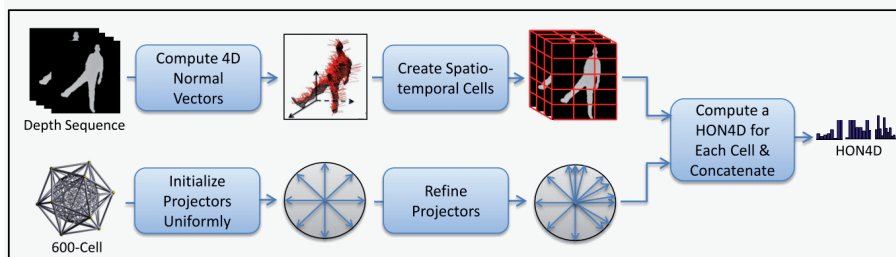 Depth Sequence
Compute 4D
Normal
Vectors
Create Spatio-
temporal Cells
600-Cell
Initialize
Projectors
Uniformly
Refine
Projectors
Compute a
HON4D for
Each Cell &
Concatenate
HON4D